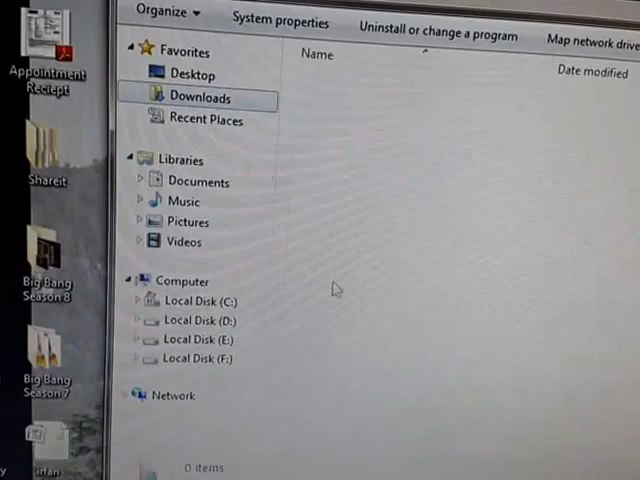 Organize
System properties
Uninstall or change a program
Map network drive
Name
Date modified
Favorites
Desktop
Downloads
Recent Places
Libraries
Documents
Music
Pictures
Videos
Computer
Local Disk (C:)
Local Disk (D:)
Local Disk (E:)
Local Disk (F:)
Network
0 items
Appointment
Reciept
Shareit
Big Bang
Season 8
Big Bang
Season 7
irfan